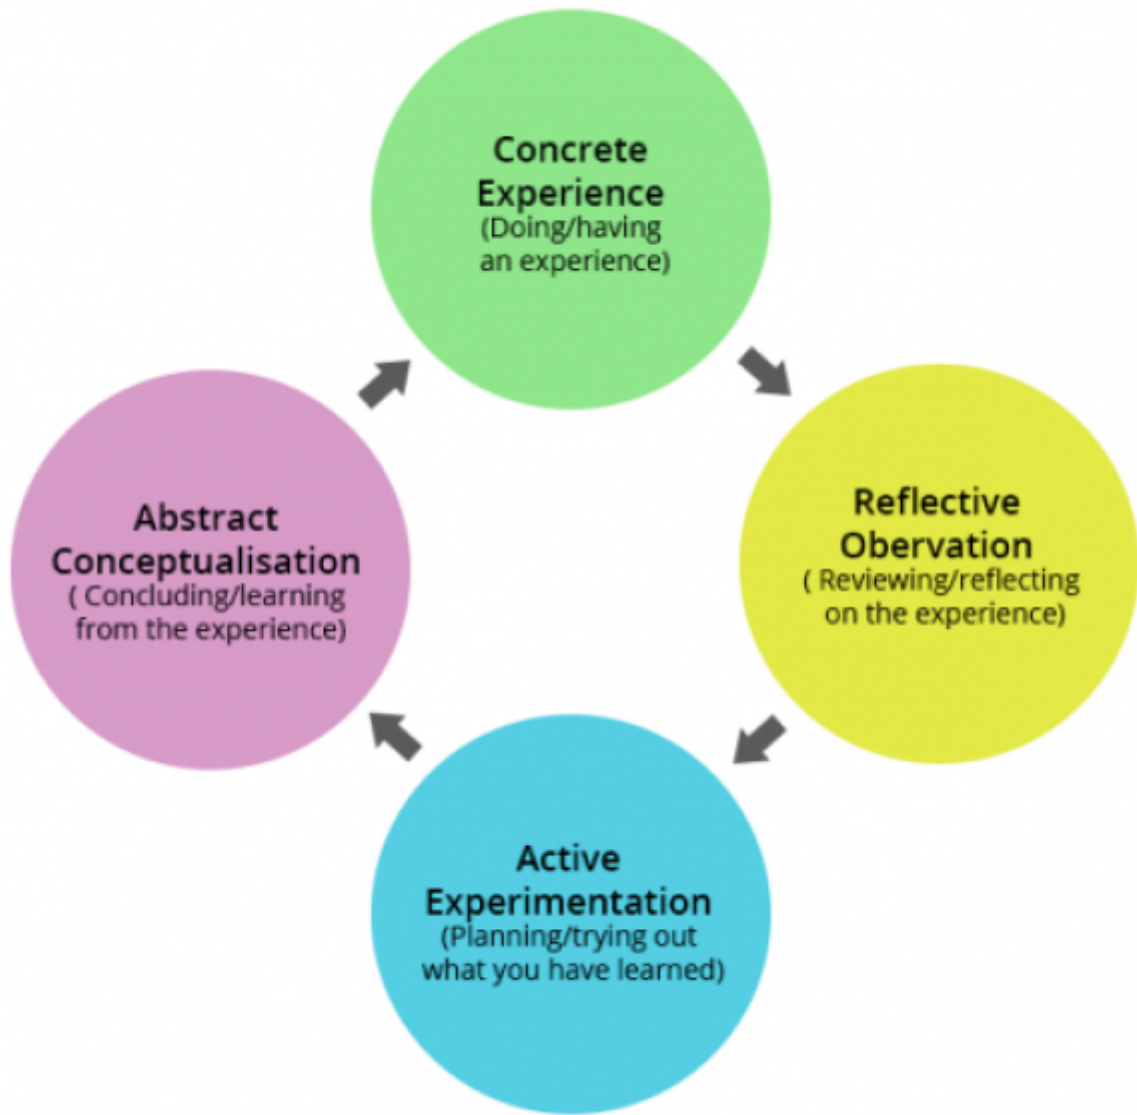 Concrete
Experience
(Doing/having
an experience)
Reflective
Obervation
( Reviewing/reflecting
on the experience)
Active
Experimentation
(Planning/trying out
what you have learned)
Abstract
Conceptualisation
( Concluding/learning
from the experience)